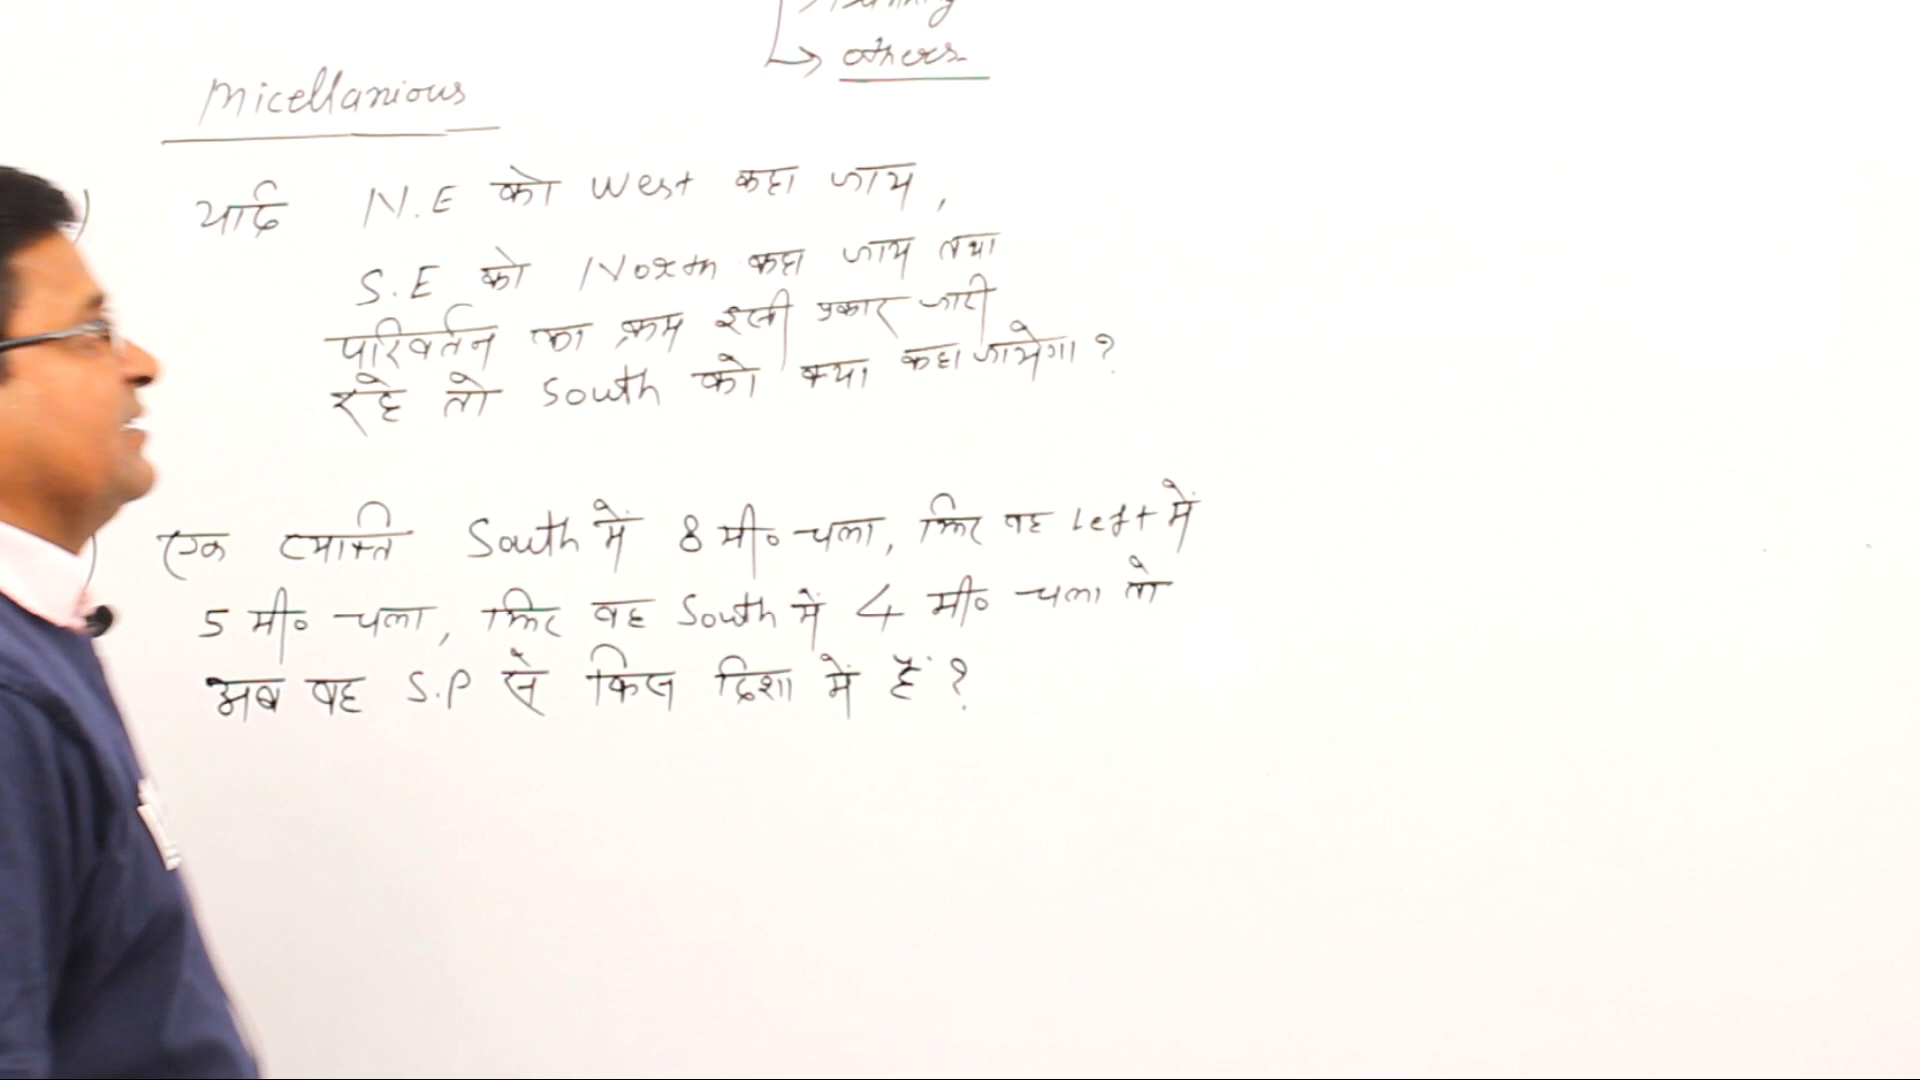 others
Micellanious
यदि N.E को West कहा जाय,
S.E को North कहा जाय तथा
परिवर्तन का क्रम इसी प्रकार जारी
रहे तो South को क्या कहा जायेगा ?
एक व्यक्ति South में 8 मी० चला, फिर वह Left में
5 मी० चला, फिर वह South में 4 मी० चला तो
अब वह S.P से किस दिशा में है ?